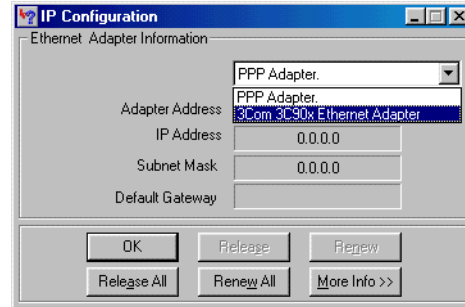 IP Configuration
Ethernet Adapter Information
PPP Adapter.
PPP Adapter.
3Com 3C90x Ethernet Adapter
Adapter Address
IP Address 0.0.0.0
Subnet Mask 0.0.0.0
Default Gateway
OK Release Renew
Release All Renew All More Info >>